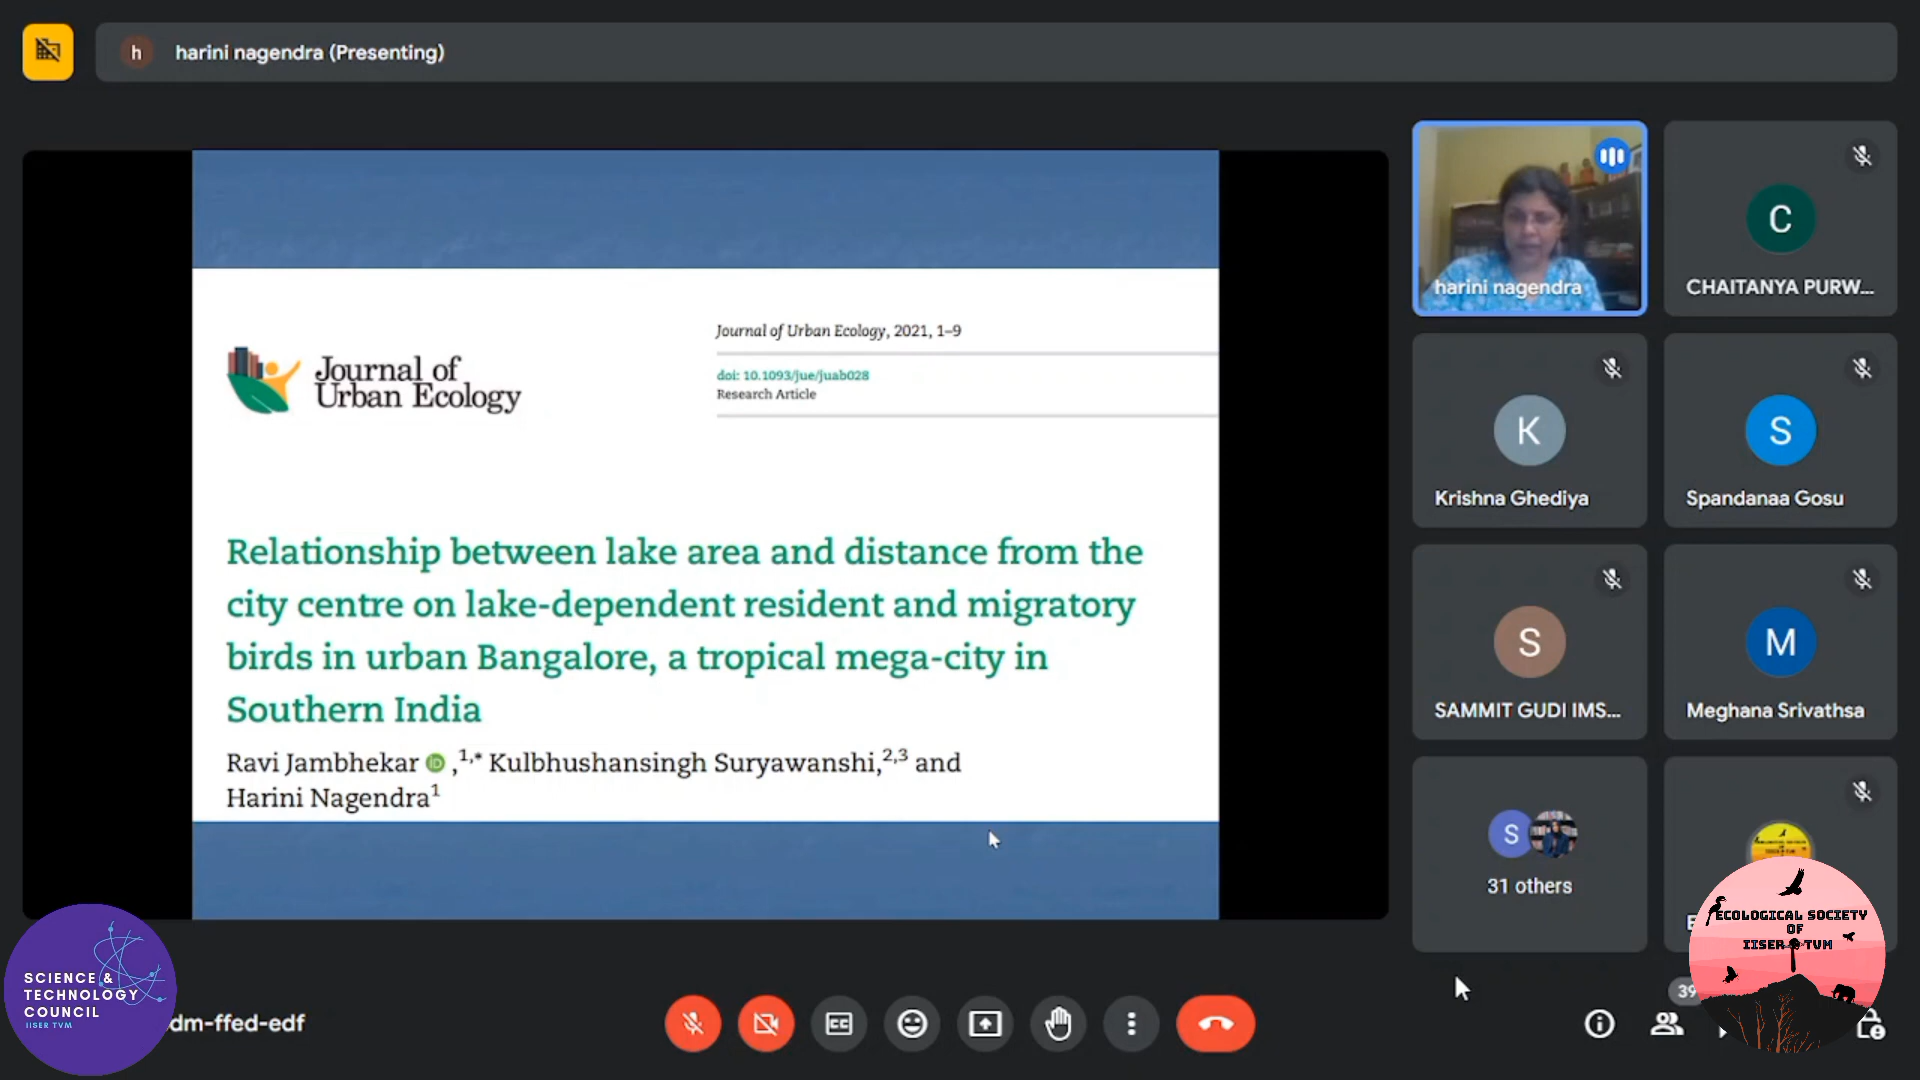 h harini nagendra (Presenting)
Journal of
Urban Ecology
Journal of Urban Ecology, 2021, 1–9
doi: 10.1093/jue/juab028
Research Article
Relationship between lake area and distance from the
city centre on lake-dependent resident and migratory
birds in urban Bangalore, a tropical mega-city in
Southern India
Ravi Jambhekar iD ,1,* Kulbhushansingh Suryawanshi,2,3 and
Harini Nagendra1
harini nagendra
C
CHAITANYA PURW...
K
Krishna Ghediya
S
Spandanaa Gosu
S
SAMMIT GUDI IMS...
M
Meghana Srivathsa
S
31 others
ECOLOGICAL SOCIETY
OF
IISER TVM
SCIENCE &
TECHNOLOGY
COUNCIL
IISER TVM
dm-ffed-edf
CC
39